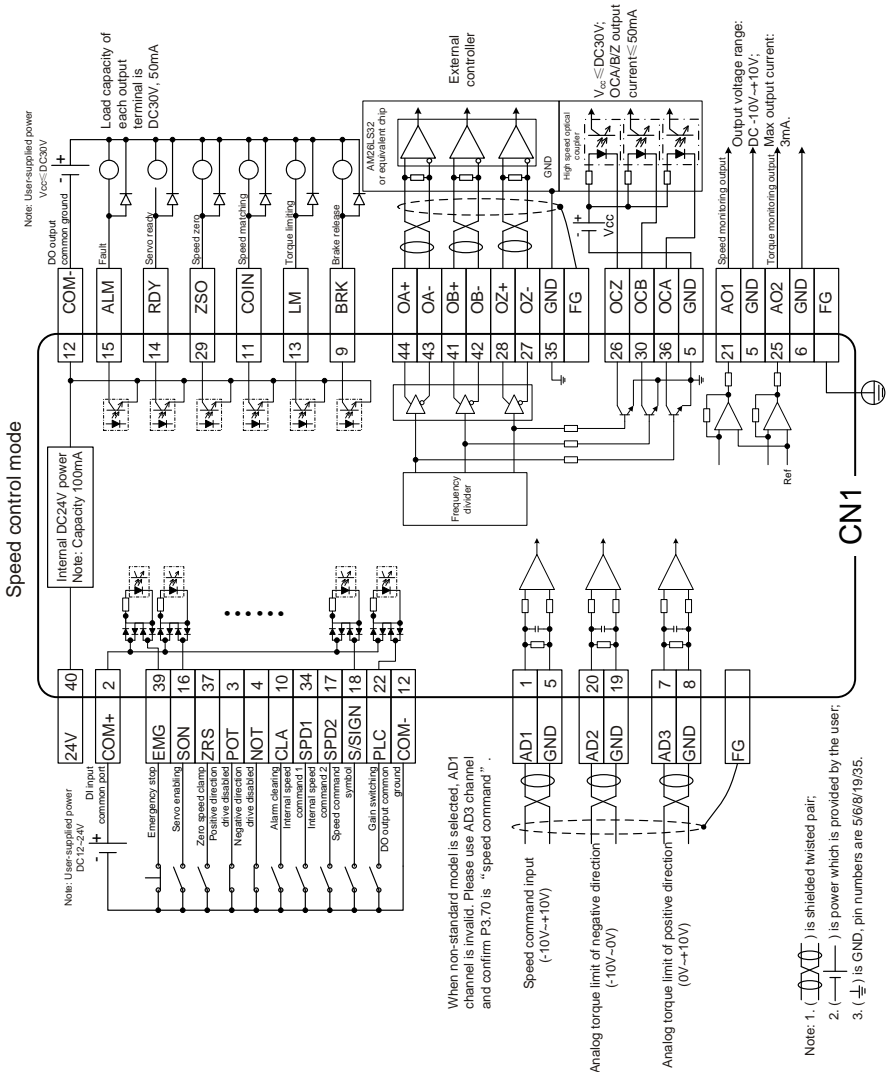 Speed control mode
Note: User-supplied power
DC12~24V
DI input
common port
24V
40
COM+
2
Internal DC24V power
Note: Capacity 100mA
Emergency stop
EMG
39
Servo enabling
SON
16
Zero speed clamp
ZRS
37
Positive direction
drive disabled
POT
3
Negative direction
drive disabled
NOT
4
Alarm clearing
CLA
10
Internal speed
command 1
SPD1
34
Internal speed
command 2
SPD2
17
Speed command
symbol
S/SIGN
18
Gain switching
PLC
22
DO output common
ground
COM-
12
When non-standard model is selected, AD1
channel is invalid. Please use AD3 channel
and confirm P3.70 is “speed command”.
Speed command input
(-10V~+10V)
AD1
1
GND
5
Analog torque limit of negative direction
(-10V~0V)
AD2
20
GND
19
Analog torque limit of positive direction
(0V~+10V)
AD3
7
GND
8
FG
Note: User-supplied power
Vcc≤DC30V
DO output
common ground
12
COM-
15
ALM
Fault
14
RDY
Servo ready
29
ZSO
Speed zero
11
COIN
Speed matching
13
LM
Torque limiting
9
BRK
Brake release
Load capacity of
each output
terminal is
DC30V, 50mA
Frequency
divider
44
OA+
43
OA-
41
OB+
42
OB-
28
OZ+
27
OZ-
35
GND
FG
AM26LS32
or equivalent chip
GND
External
controller
26
OCZ
30
OCB
36
OCA
5
GND
Vcc
High speed optical
coupler
Vcc≤DC30V;
OCA/B/Z output
current≤50mA
Ref
21
AO1
Speed monitoring output
5
GND
25
AO2
Torque monitoring output
6
GND
FG
Output voltage range:
DC -10V~+10V;
Max output current:
3mA.
CN1
Note: 1. ( ) is shielded twisted pair;
2. ( ) is power which is provided by the user;
3. ( ) is GND, pin numbers are 5/6/8/19/35.